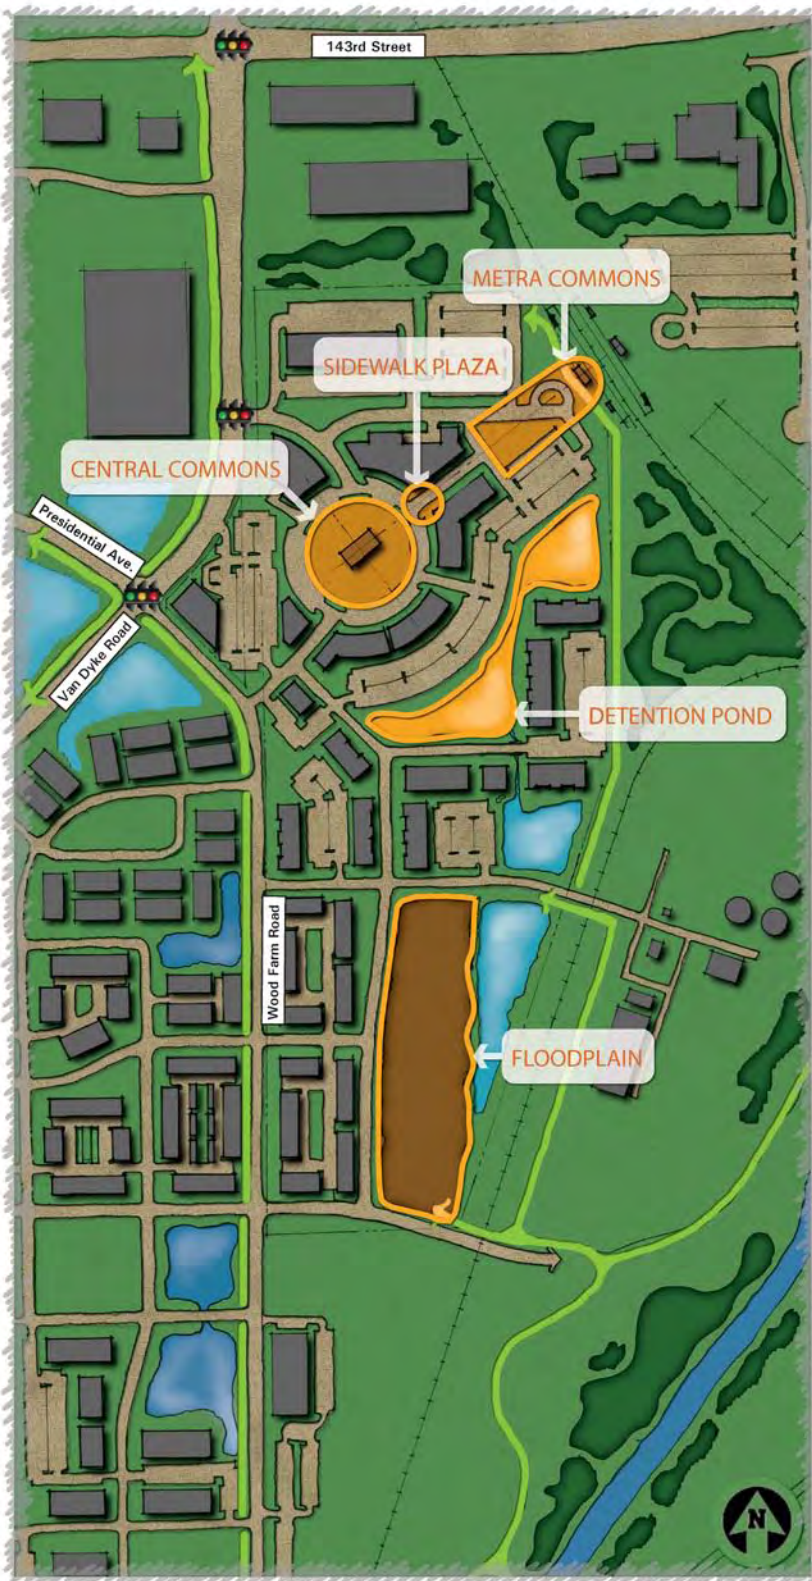 143rd Street
METRA COMMONS
SIDEWALK PLAZA
CENTRAL COMMONS
Presidential Ave.
Van Dyke Road
DETENTION POND
Wood Farm Road
FLOODPLAIN
N